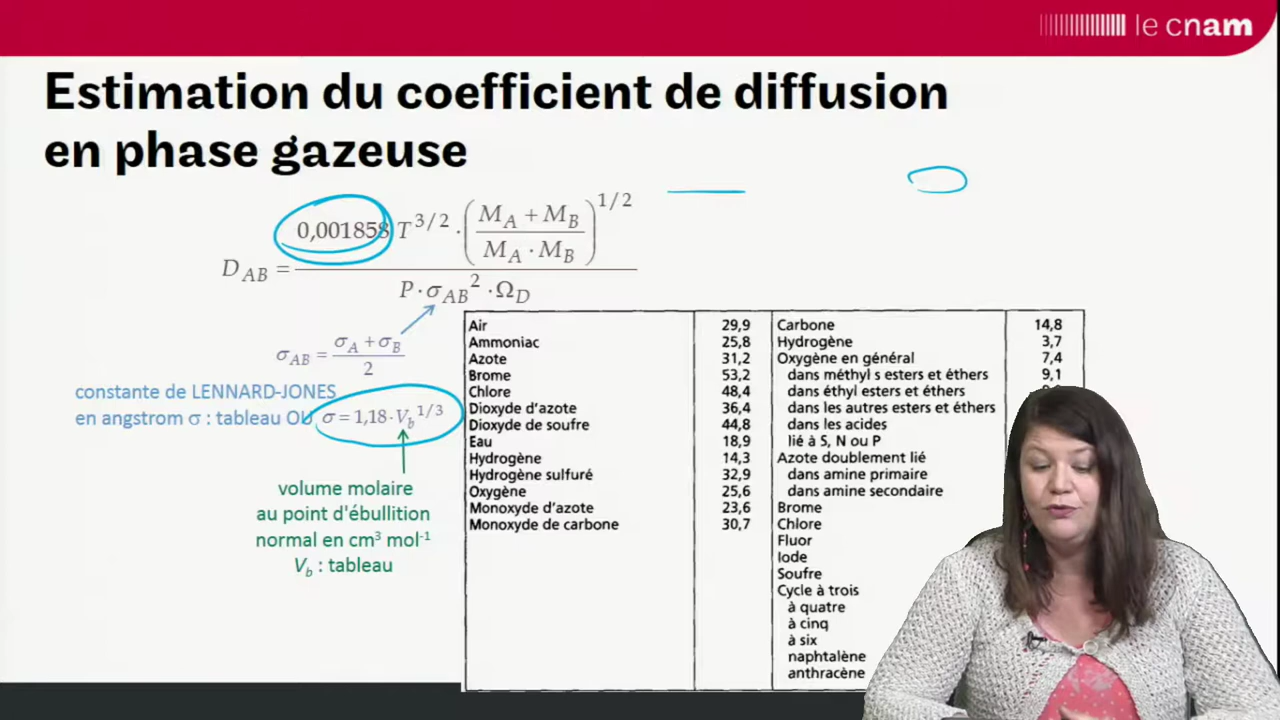 le cnam
Estimation du coefficient de diffusion
en phase gazeuse
D_AB = 0,001858 T^3/2 · ((M_A + M_B) / (M_A · M_B))^1/2 / (P · σ_AB² · Ω_D)
σ_AB = (σ_A + σ_B) / 2
constante de LENNARD-JONES
en angstrom σ : tableau OU σ = 1,18 · V_b^1/3
volume molaire
au point d'ébullition
normal en cm³ mol⁻¹
V_b : tableau
Air 29,9
Ammoniac 25,8
Azote 31,2
Brome 53,2
Chlore 48,4
Dioxyde d'azote 36,4
Dioxyde de soufre 44,8
Eau 18,9
Hydrogène 14,3
Hydrogène sulfuré 32,9
Oxygène 25,6
Monoxyde d'azote 23,6
Monoxyde de carbone 30,7
Carbone 14,8
Hydrogène 3,7
Oxygène en général 7,4
dans méthyl s esters et éthers 9,1
dans éthyl esters et éthers
dans les autres esters et éthers
dans les acides
lié à S, N ou P
Azote doublement lié
dans amine primaire
dans amine secondaire
Brome
Chlore
Fluor
Iode
Soufre
Cycle à trois
à quatre
à cinq
à six
naphtalène
anthracène